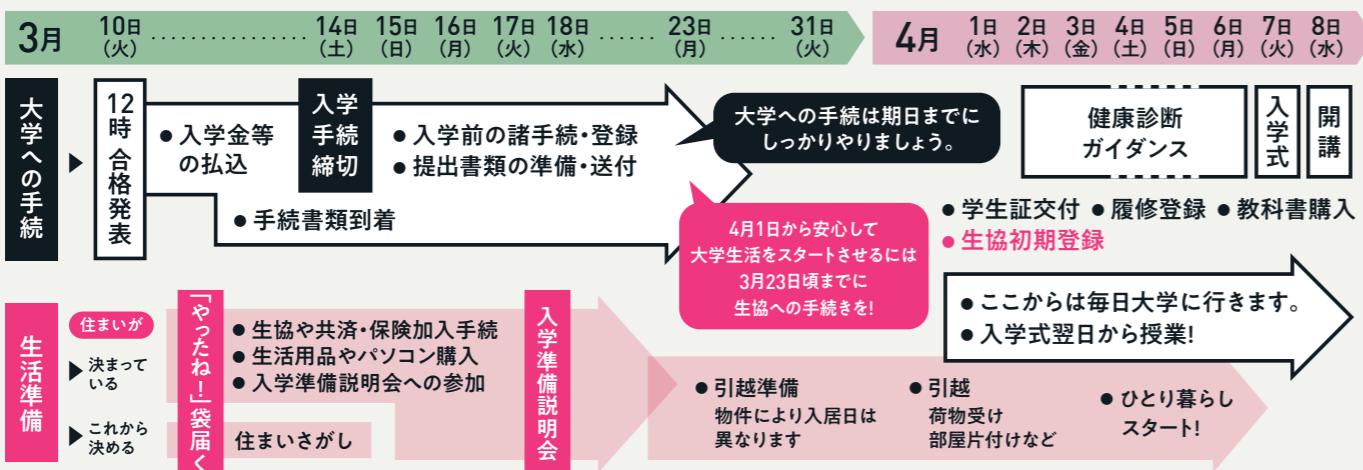 3月
10日
(火)
……………
14日
(土)
15日
(日)
16日
(月)
17日
(火)
18日
(水)
……
23日
(月)
……
31日
(火)
4月
1日
(水)
2日
(木)
3日
(金)
4日
(土)
5日
(日)
6日
(月)
7日
(火)
8日
(水)
大学への手続
12時 合格発表
●入学金等
の払込
入学
手続
締切
●入学前の諸手続・登録
●提出書類の準備・送付
●手続書類到着
大学への手続は期日までに
しっかりやりましょう。
4月1日から安心して
大学生活をスタートさせるには
3月23日頃までに
生協への手続きを!
健康診断
ガイダンス
入学式
開講
●学生証交付 ●履修登録 ●教科書購入
●生協初期登録
●ここからは毎日大学に行きます。
●入学式翌日から授業!
生活準備
住まいが
▶決まって
いる
▶これから
決める
「やったね!」袋届く
●生協や共済・保険加入手続
●生活用品やパソコン購入
●入学準備説明会への参加
住まいさがし
入学準備説明会
●引越準備
物件により入居日は
異なります
●引越
荷物受け
部屋片付けなど
●ひとり暮らし
スタート!